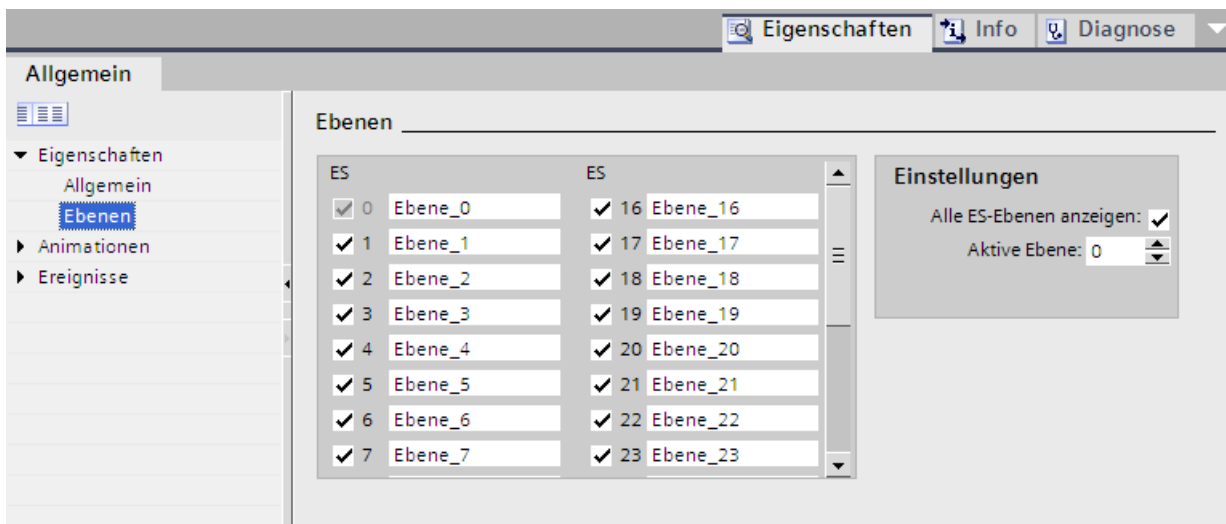 Eigenschaften Info Diagnose
Allgemein
Eigenschaften
Allgemein
Ebenen
Animationen
Ereignisse
Ebenen
ES ES
0 Ebene_0 16 Ebene_16
1 Ebene_1 17 Ebene_17
2 Ebene_2 18 Ebene_18
3 Ebene_3 19 Ebene_19
4 Ebene_4 20 Ebene_20
5 Ebene_5 21 Ebene_21
6 Ebene_6 22 Ebene_22
7 Ebene_7 23 Ebene_23
Einstellungen
Alle ES-Ebenen anzeigen:
Aktive Ebene: 0